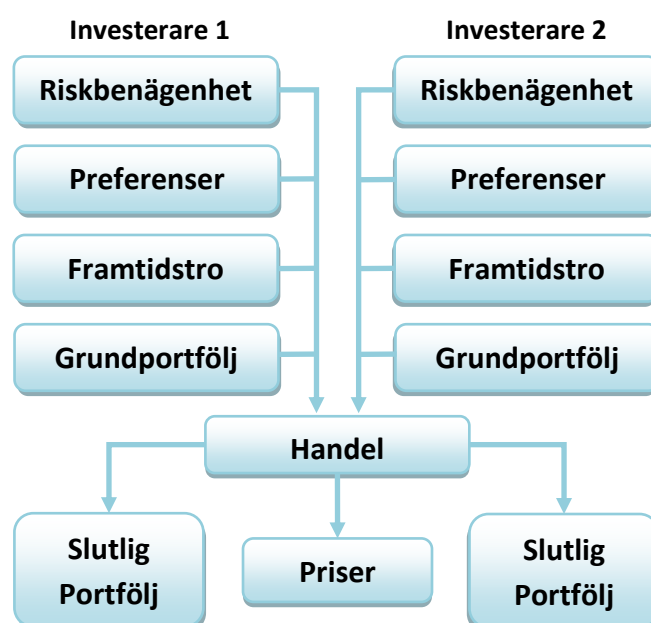 Investerare 1
Investerare 2
Riskbenägenhet
Riskbenägenhet
Preferenser
Preferenser
Framtidstro
Framtidstro
Grundportfölj
Grundportfölj
Handel
Slutlig
Portfölj
Priser
Slutlig
Portfölj